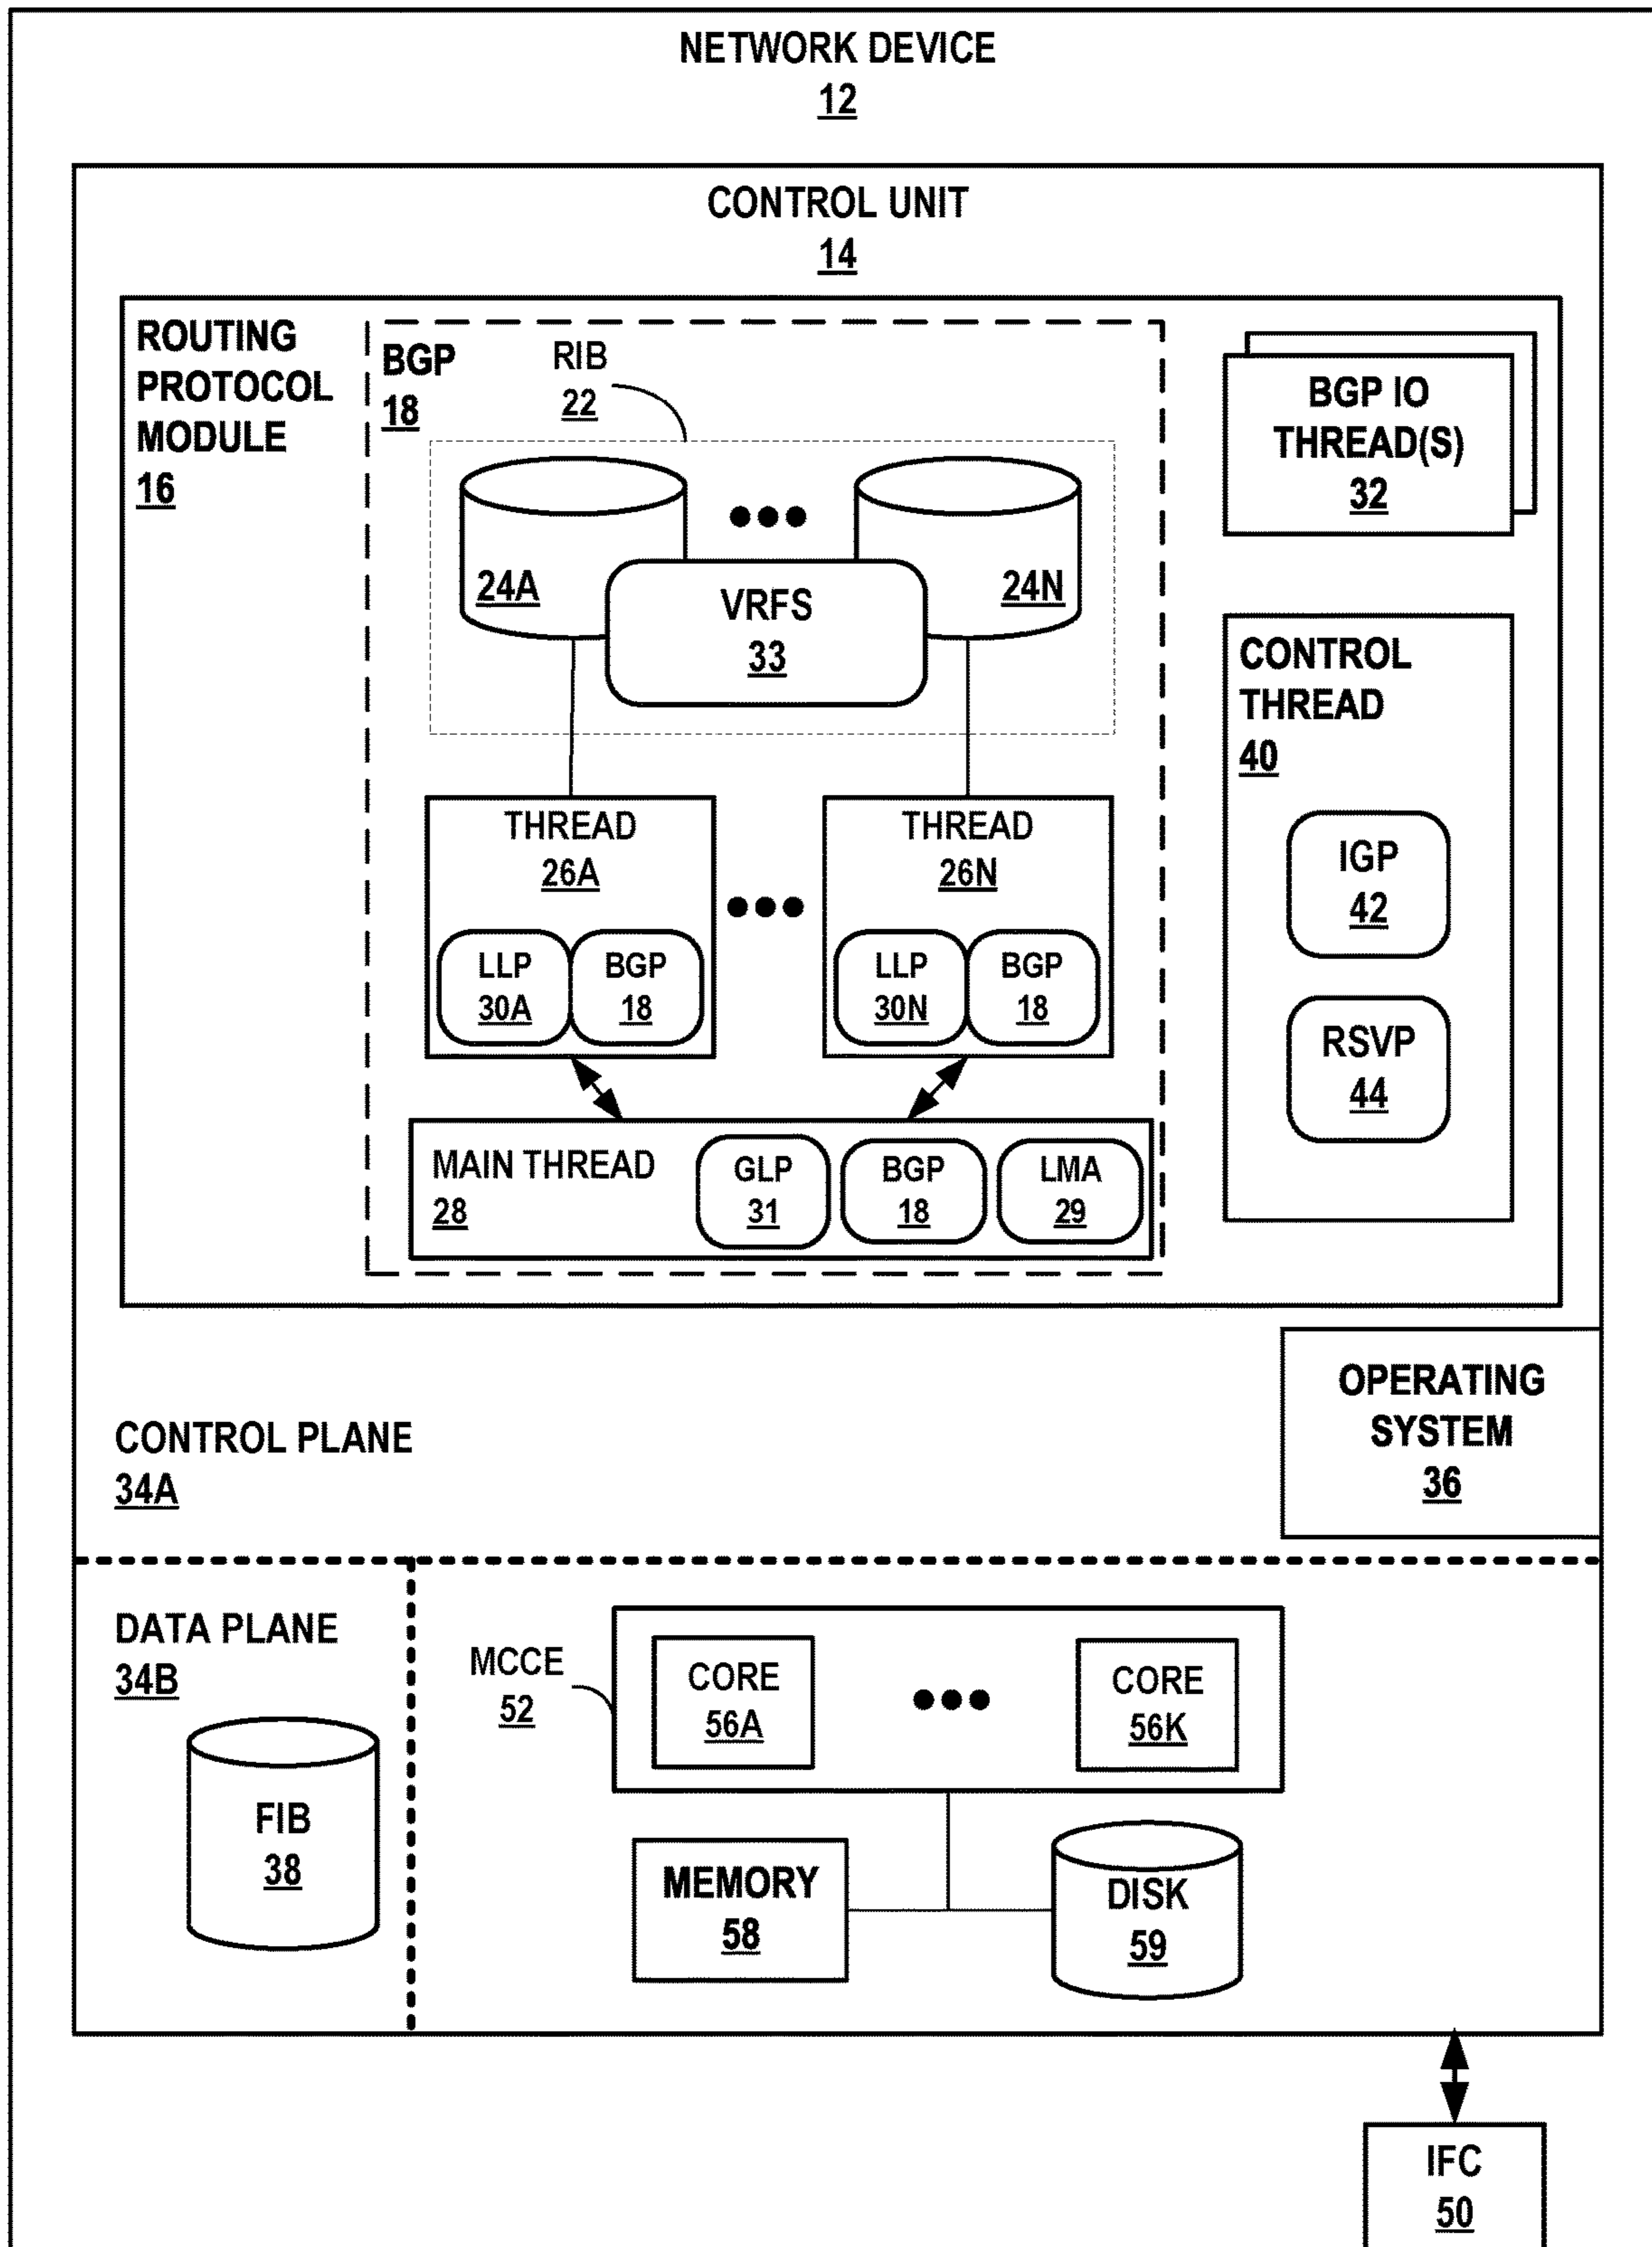 NETWORK DEVICE
12
CONTROL UNIT
14
ROUTING
PROTOCOL
MODULE
16
BGP
18
RIB
22
24A
24N
VRFS
33
THREAD
26A
LLP
30A
BGP
18
THREAD
26N
LLP
30N
BGP
18
MAIN THREAD
28
GLP
31
BGP
18
LMA
29
BGP IO
THREAD(S)
32
CONTROL
THREAD
40
IGP
42
RSVP
44
OPERATING
SYSTEM
36
CONTROL PLANE
34A
DATA PLANE
34B
FIB
38
MCCE
52
CORE
56A
CORE
56K
MEMORY
58
DISK
59
IFC
50